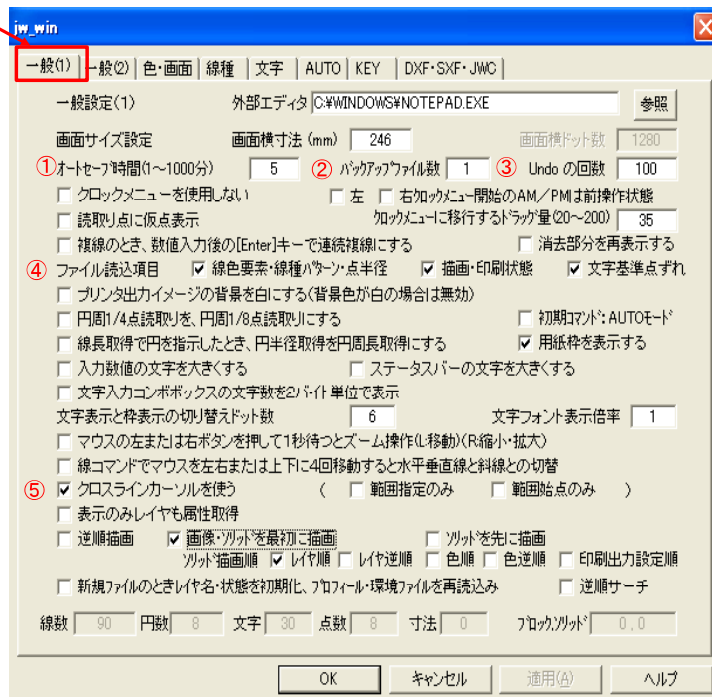 jw_win
一般(1) 一般(2) 色・画面 線種 文字 AUTO KEY DXF・SXF・JWC
一般設定(1) 外部エディタ C:¥WINDOWS¥NOTEPAD.EXE 参照
画面サイズ設定 画面横寸法(mm) 246 画面横ドット数 1280
① オートセーブ時間(1～1000分) 5 ② バックアップファイル数 1 ③ Undo の回数 100
クロックメニューを使用しない 左 右クロックメニュー開始のAM/PMは前操作状態
読取り点に仮点表示 クロックメニューに移行するドラッグ量(20～200) 35
複線のとき、数値入力後の[Enter]キーで連続複線にする 消去部分を再表示する
④ ファイル読込項目 線色要素・線種パターン・点半径 描画・印刷状態 文字基準点ずれ
プリンタ出力イメージの背景を白にする(背景色が白の場合は無効)
円周1/4点読取りを、円周1/8点読取りにする 初期コマンド：AUTOモード
線長取得で円を指示したとき、円半径取得を円周長取得にする 用紙枠を表示する
入力数値の文字を大きくする ステータスバーの文字を大きくする
文字入力コンボボックスの文字数を2バイト単位で表示
文字表示と枠表示の切り替えドット数 6 文字フォント表示倍率 1
マウスの左または右ボタンを押して1秒待つとズーム操作(L:移動)(R:縮小・拡大)
線コマンドでマウスを左右または上下に4回移動すると水平垂直線と斜線との切替
⑤ クロスラインカーソルを使う ( 範囲指定のみ 範囲始点のみ )
表示のみレイヤも属性取得
逆順描画 画像・ソリッドを最初に描画 ソリッドを先に描画
ソリッド描画順 レイヤ順 レイヤ逆順 色順 色逆順 印刷出力設定順
新規ファイルのときレイヤ名・状態を初期化、プロフィール・環境ファイルを再読込み 逆順サーチ
線数 90 円数 8 文字 30 点数 8 寸法 0 ブロック,ソリッド 0 , 0
OK キャンセル 適用(A) ヘルプ